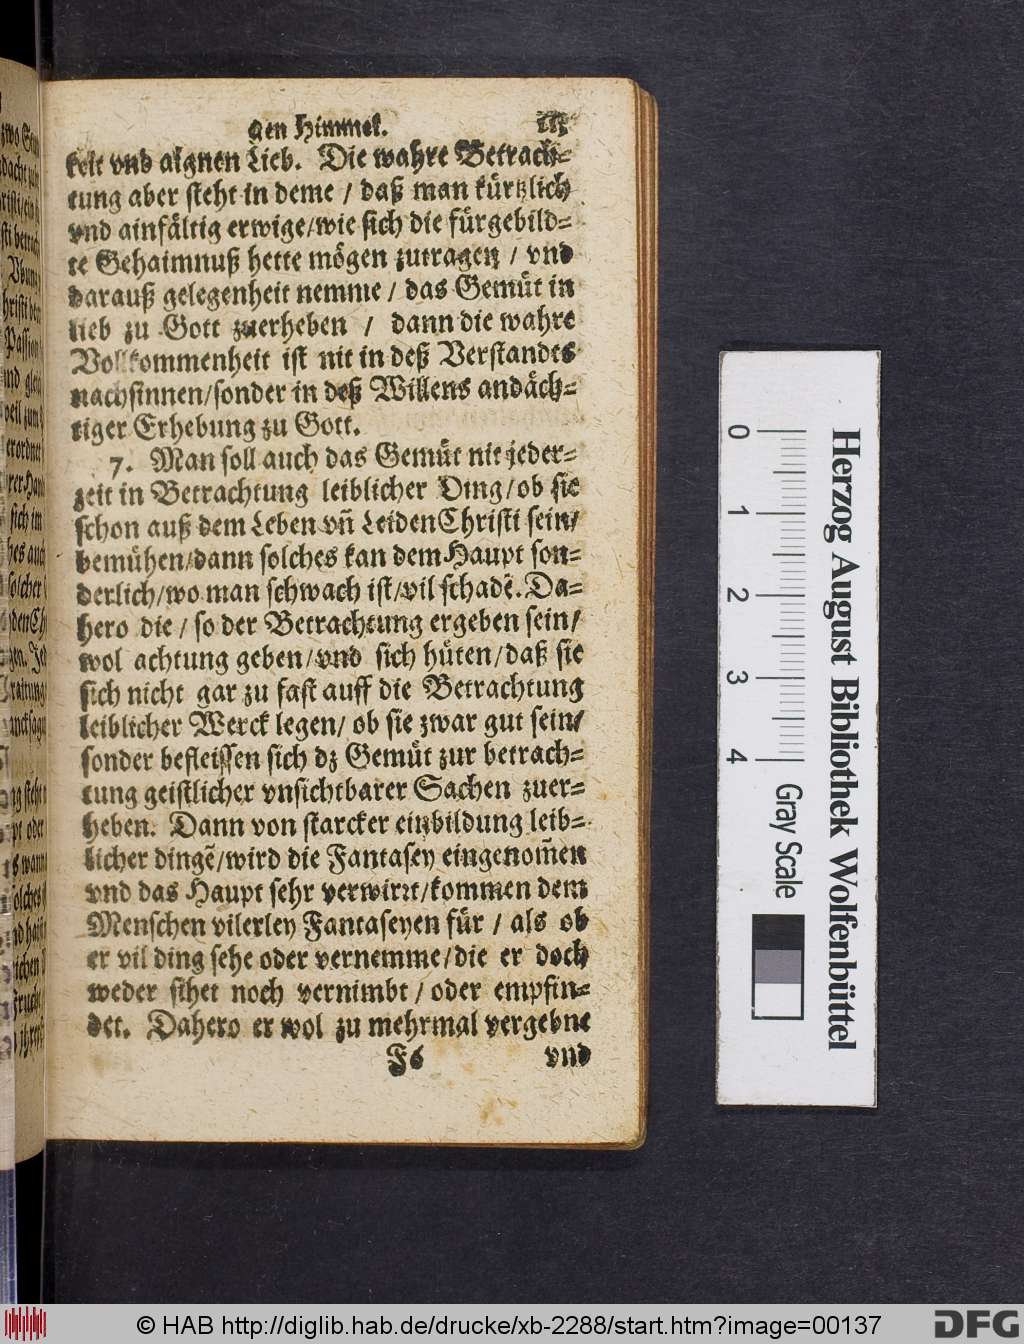 gen Himmel.
keit vnd aignen Lieb. Die wahre Betrach⸗
tung aber steht in deme / daß man kürtzlich
vnd ainfältig erwige/wie sich die fürgebild⸗
te Gehaimnuß hette mögen zutragen / vnd
darauß gelegenheit nemme / das Gemüt in
lieb zu Gott zuerheben / dann die wahre
Vollkommenheit ist nit in deß Verstandes
nachsinnen/sonder in deß Willens andäch⸗
tiger Erhebung zu Gott.
7. Man soll auch das Gemüt nit jeder⸗
zeit in Betrachtung leiblicher Ding/ob sie
schon auß dem Leben vn̄ Leiden Christi sein/
bemühen/dann solches kan dem Haupt son⸗
derlich/wo man schwach ist/vil schadē. Da⸗
hero die / so der Betrachtung ergeben sein/
wol achtung geben/vnd sich hüten/daß sie
sich nicht gar zu fast auff die Betrachtung
leiblicher Werck legen/ ob sie zwar gut sein/
sonder befleissen sich dz Gemüt zur betrach⸗
tung geistlicher vnsichtbarer Sachen zuer⸗
heben. Dann von starcker einbildung leib⸗
licher dingē/wird die Fantasey eingenom̄en
vnd das Haupt sehr verwirrt/kommen dem
Menschen vilerley Fantaseyen für / als ob
er vil ding sehe oder vernemme/die er doch
weder sihet noch vernimbt / oder empfin⸗
det. Dahero er wol zu mehrmal vergebne
F6 vnd
0 1 2 3 4
Gray Scale
Herzog August Bibliothek Wolfenbüttel
© HAB http://diglib.hab.de/drucke/xb-2288/start.htm?image=00137
DFG